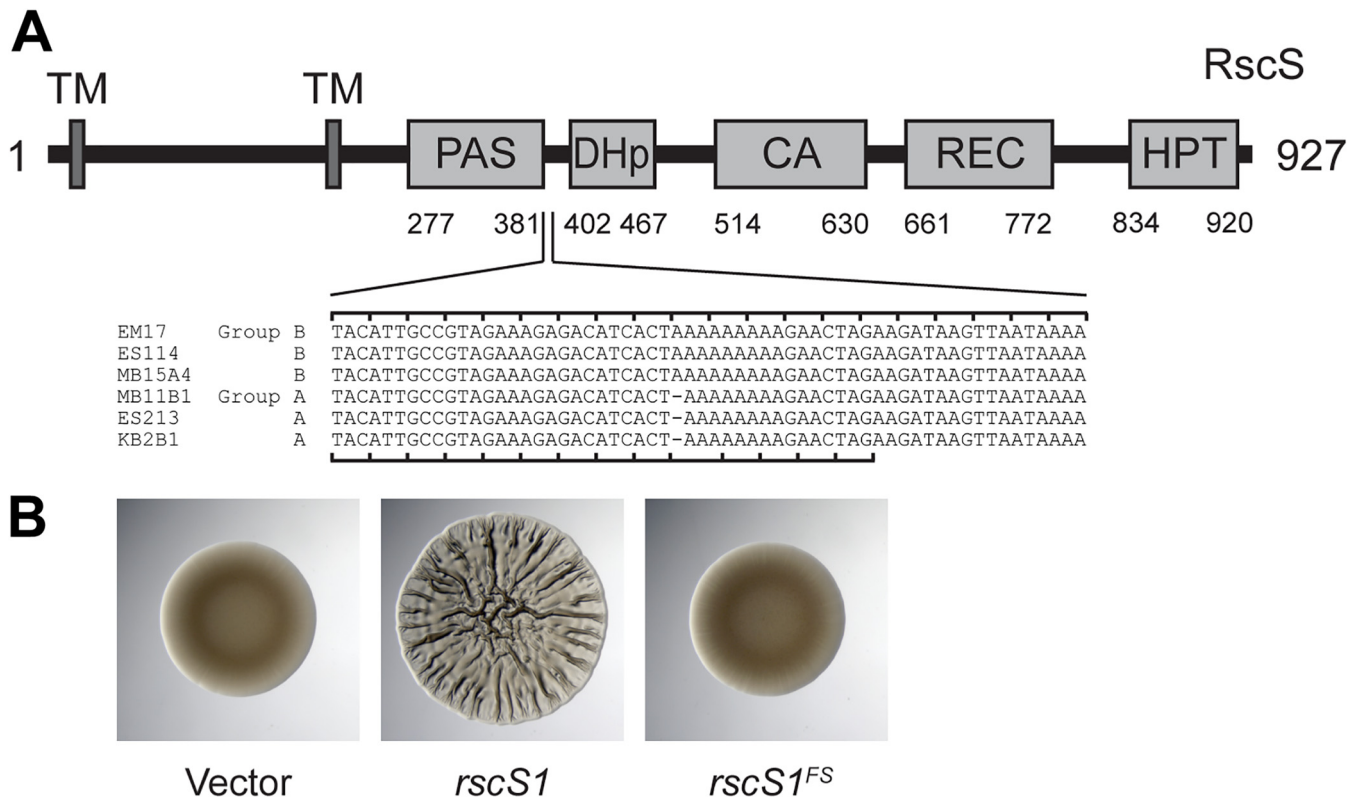 A
RscS
TM TM
1 PAS DHp CA REC HPT 927
277 381 402 467 514 630 661 772 834 920
EM17 Group B TACATTGCCGTAGAAAGAGACATCACTAAAAAAAAAGAACTAGAAGATAAGTTAATAAAA
ES114 B TACATTGCCGTAGAAAGAGACATCACTAAAAAAAAAGAACTAGAAGATAAGTTAATAAAA
MB15A4 B TACATTGCCGTAGAAAGAGACATCACTAAAAAAAAAGAACTAGAAGATAAGTTAATAAAA
MB11B1 Group A TACATTGCCGTAGAAAGAGACATCACT-AAAAAAAAGAACTAGAAGATAAGTTAATAAAA
ES213 A TACATTGCCGTAGAAAGAGACATCACT-AAAAAAAAGAACTAGAAGATAAGTTAATAAAA
KB2B1 A TACATTGCCGTAGAAAGAGACATCACT-AAAAAAAAGAACTAGAAGATAAGTTAATAAAA
B
Vector rscS1 rscS1FS